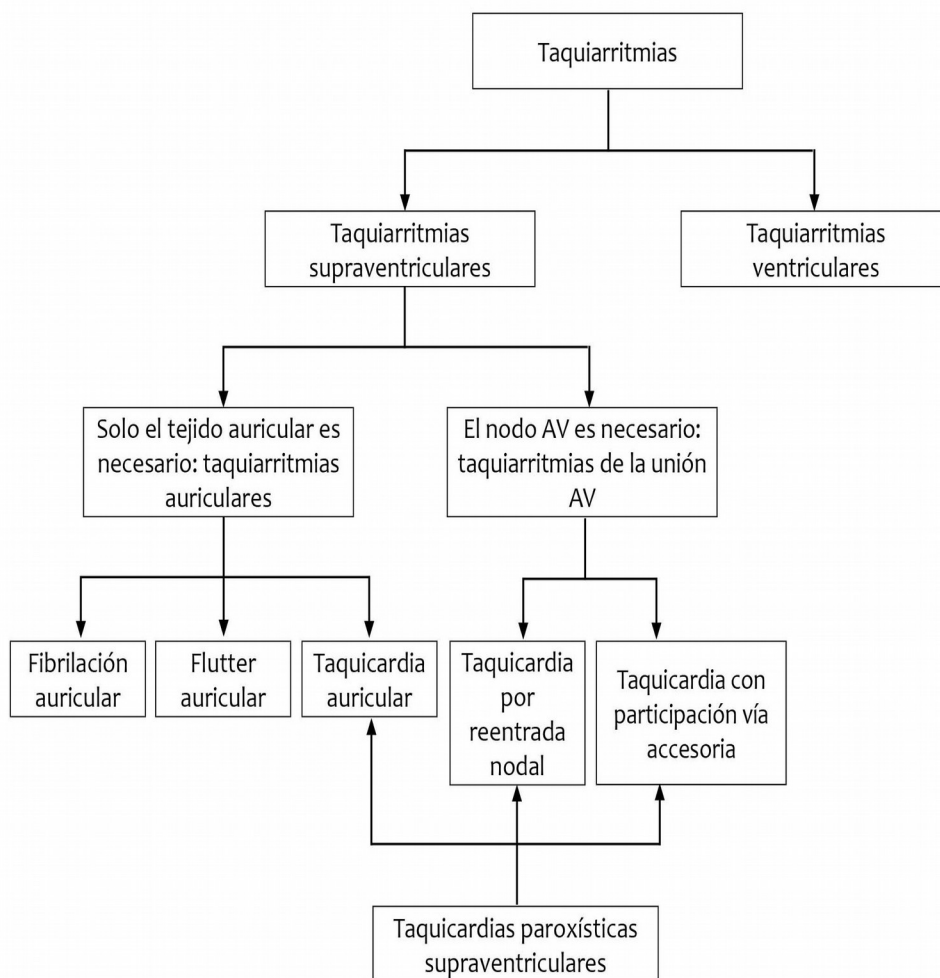 Taquiarritmias
Taquiarritmias
supraventriculares
Taquiarritmias
ventriculares
Solo el tejido auricular es
necesario: taquiarritmias
auriculares
El nodo AV es necesario:
taquiarritmias de la unión
AV
Fibrilación
auricular
Flutter
auricular
Taquicardia
auricular
Taquicardia
por
reentrada
nodal
Taquicardia con
participación vía
accesoria
Taquicardias paroxísticas
supraventriculares